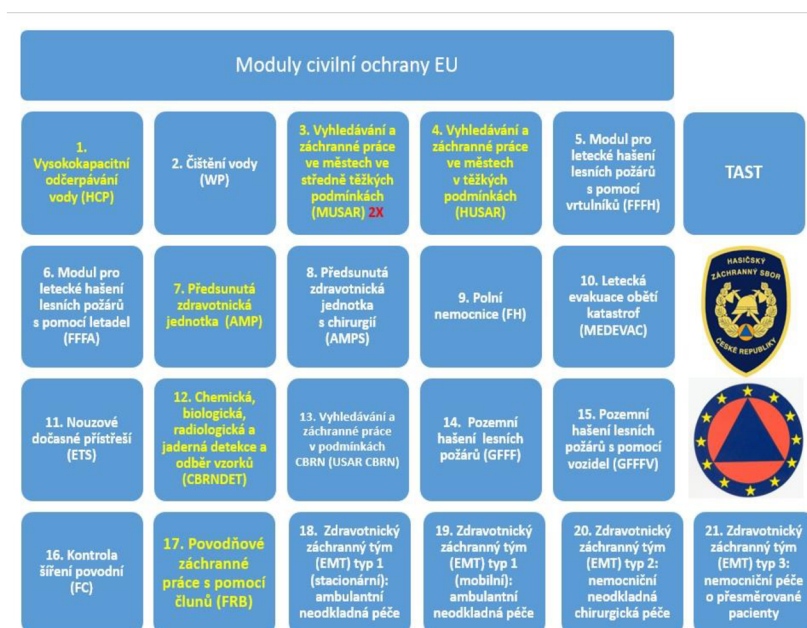 Moduly civilní ochrany EU
1.
Vysokokapacitní
odčerpávání
vody (HCP)
2. Čištění vody
(WP)
3. Vyhledávání a
záchranné práce
ve městech ve
středně těžkých
podmínkách
(MUSAR) 2X
4. Vyhledávání a
záchranné práce
ve městech
v těžkých
podmínkách
(HUSAR)
5. Modul pro
letecké hašení
lesních požárů
s pomocí
vrtulníků (FFFH)
TAST
6. Modul pro
letecké hašení
lesních požárů
s pomocí letadel
(FFFA)
7. Předsunutá
zdravotnická
jednotka (AMP)
8. Předsunutá
zdravotnická
jednotka
s chirurgií
(AMPS)
9. Polní
nemocnice (FH)
10. Letecká
evakuace obětí
katastrof
(MEDEVAC)
HASIČSKÝ
ZÁCHRANNÝ SBOR
ČESKÉ REPUBLIKY
11. Nouzové
dočasné přístřeší
(ETS)
12. Chemická,
biologická,
radiologická a
jaderná detekce a
odběr vzorků
(CBRNDET)
13. Vyhledávání a
záchranné práce
v podmínkách
CBRN (USAR CBRN)
14. Pozemní
hašení lesních
požárů (GFFF)
15. Pozemní
hašení lesních
požárů s pomocí
vozidel (GFFFV)
16. Kontrola
šíření povodní
(FC)
17. Povodňové
záchranné
práce s pomocí
člunů (FRB)
18. Zdravotnický
záchranný tým
(EMT) typ 1
(stacionární):
ambulantní
neodkladná péče
19. Zdravotnický
záchranný tým
(EMT) typ 1
(mobilní):
ambulantní
neodkladná péče
20. Zdravotnický
záchranný tým
(EMT) typ 2:
nemocniční
neodkladná
chirurgická péče
21. Zdravotnický
záchranný tým
(EMT) typ 3:
nemocniční péče
o přesměrované
pacienty